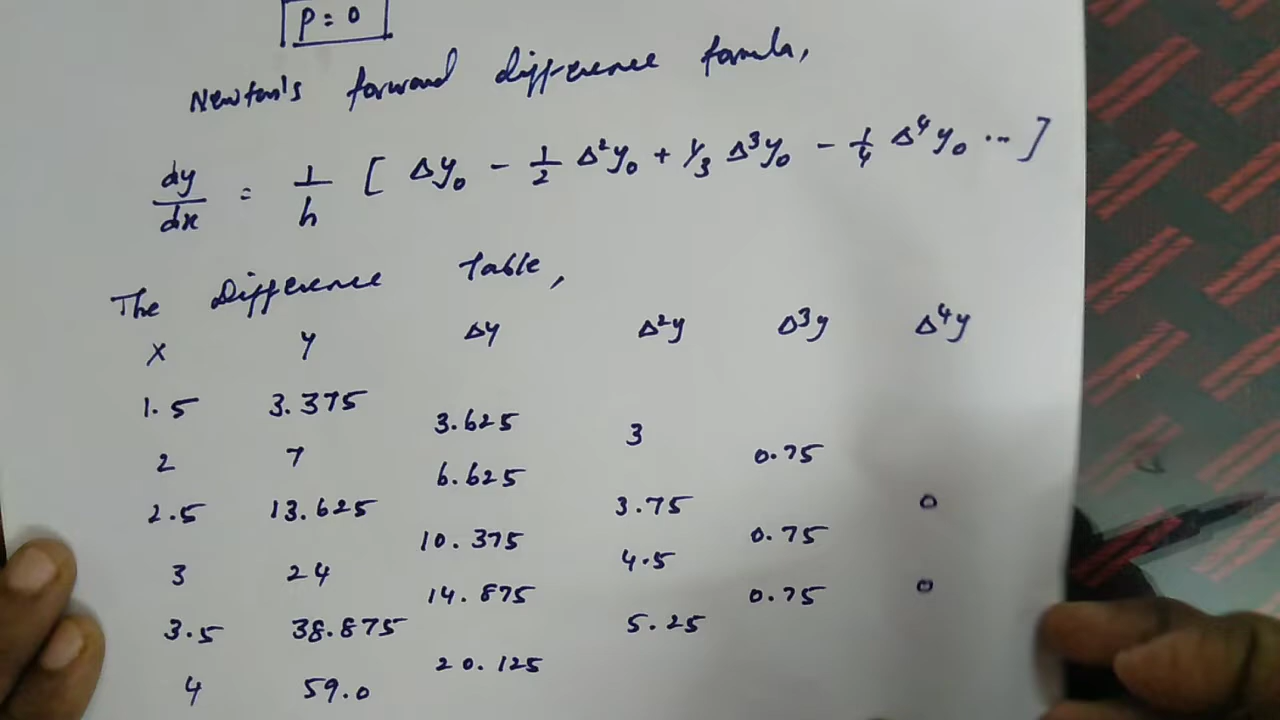 P = 0
Newton's forward difference formula,
dy/dx = 1/h [ Δy₀ - 1/2 Δ²y₀ + 1/3 Δ³y₀ - 1/4 Δ⁴y₀ ... ]
The Difference table,
x y Δy Δ²y Δ³y Δ⁴y
1.5 3.375
3.625 3
2 7 0.75
6.625
2.5 13.625 3.75 0
10.375 0.75
3 24 4.5
14.875 0.75 0
3.5 38.875 5.25
20.125
4 59.0